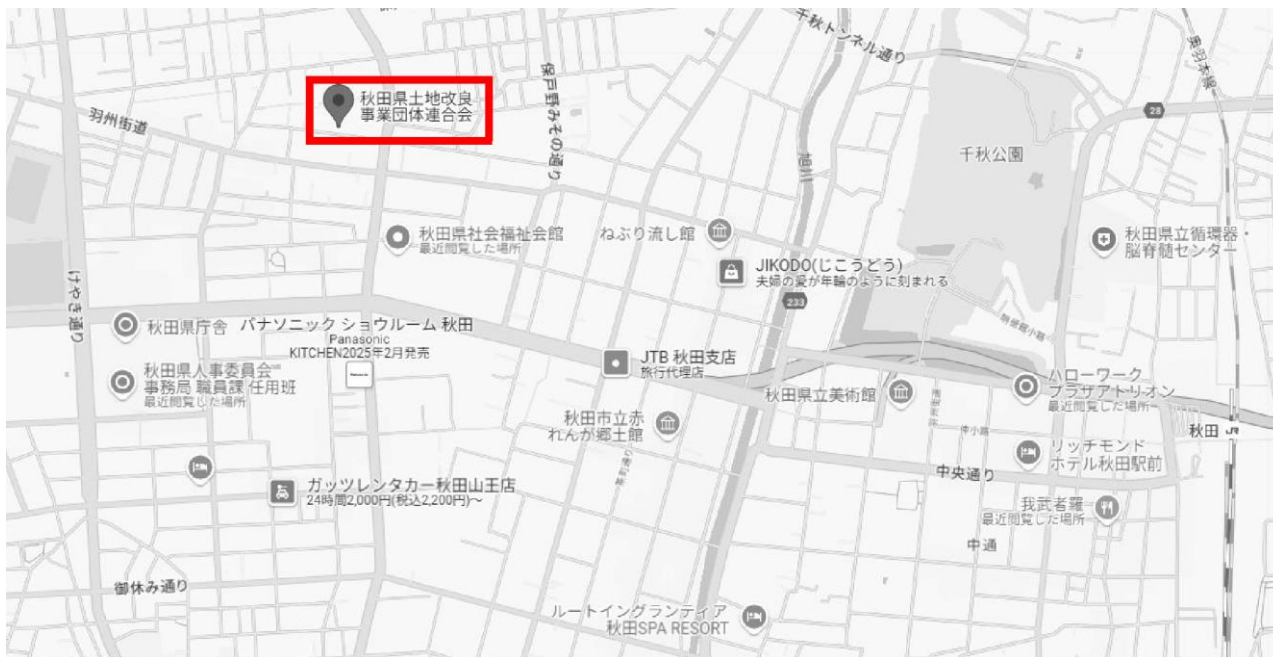 千秋トンネル通り
奥羽本線
保戸野みその通り
秋田県土地改良
事業団体連合会
羽州街道
28
旭川
千秋公園
秋田県社会福祉会館
最近閲覧した場所
ねぶり流し館
秋田県立循環器・
脳脊髄センター
JIKODO(じこうどう)
夫婦の愛が年輪のように刻まれる
けやき通り
233
秋田県庁舎
パナソニック ショウルーム 秋田
Panasonic
KITCHEN2025年2月発売
JTB 秋田支店
旅行代理店
秋田県人事委員会
事務局 職員課 任用班
最近閲覧した場所
秋田県立美術館
ハローワーク
プラザアトリオン
最近閲覧した場所
秋田市立赤
れんが郷土館
仲小路
秋田
リッチモンド
ホテル秋田駅前
中央通り
ガッツレンタカー秋田山王店
24時間2,000円(税込2,200円)～
我武者羅
最近閲覧した場所
中通
御休み通り
ルートイングランティア
秋田SPA RESORT